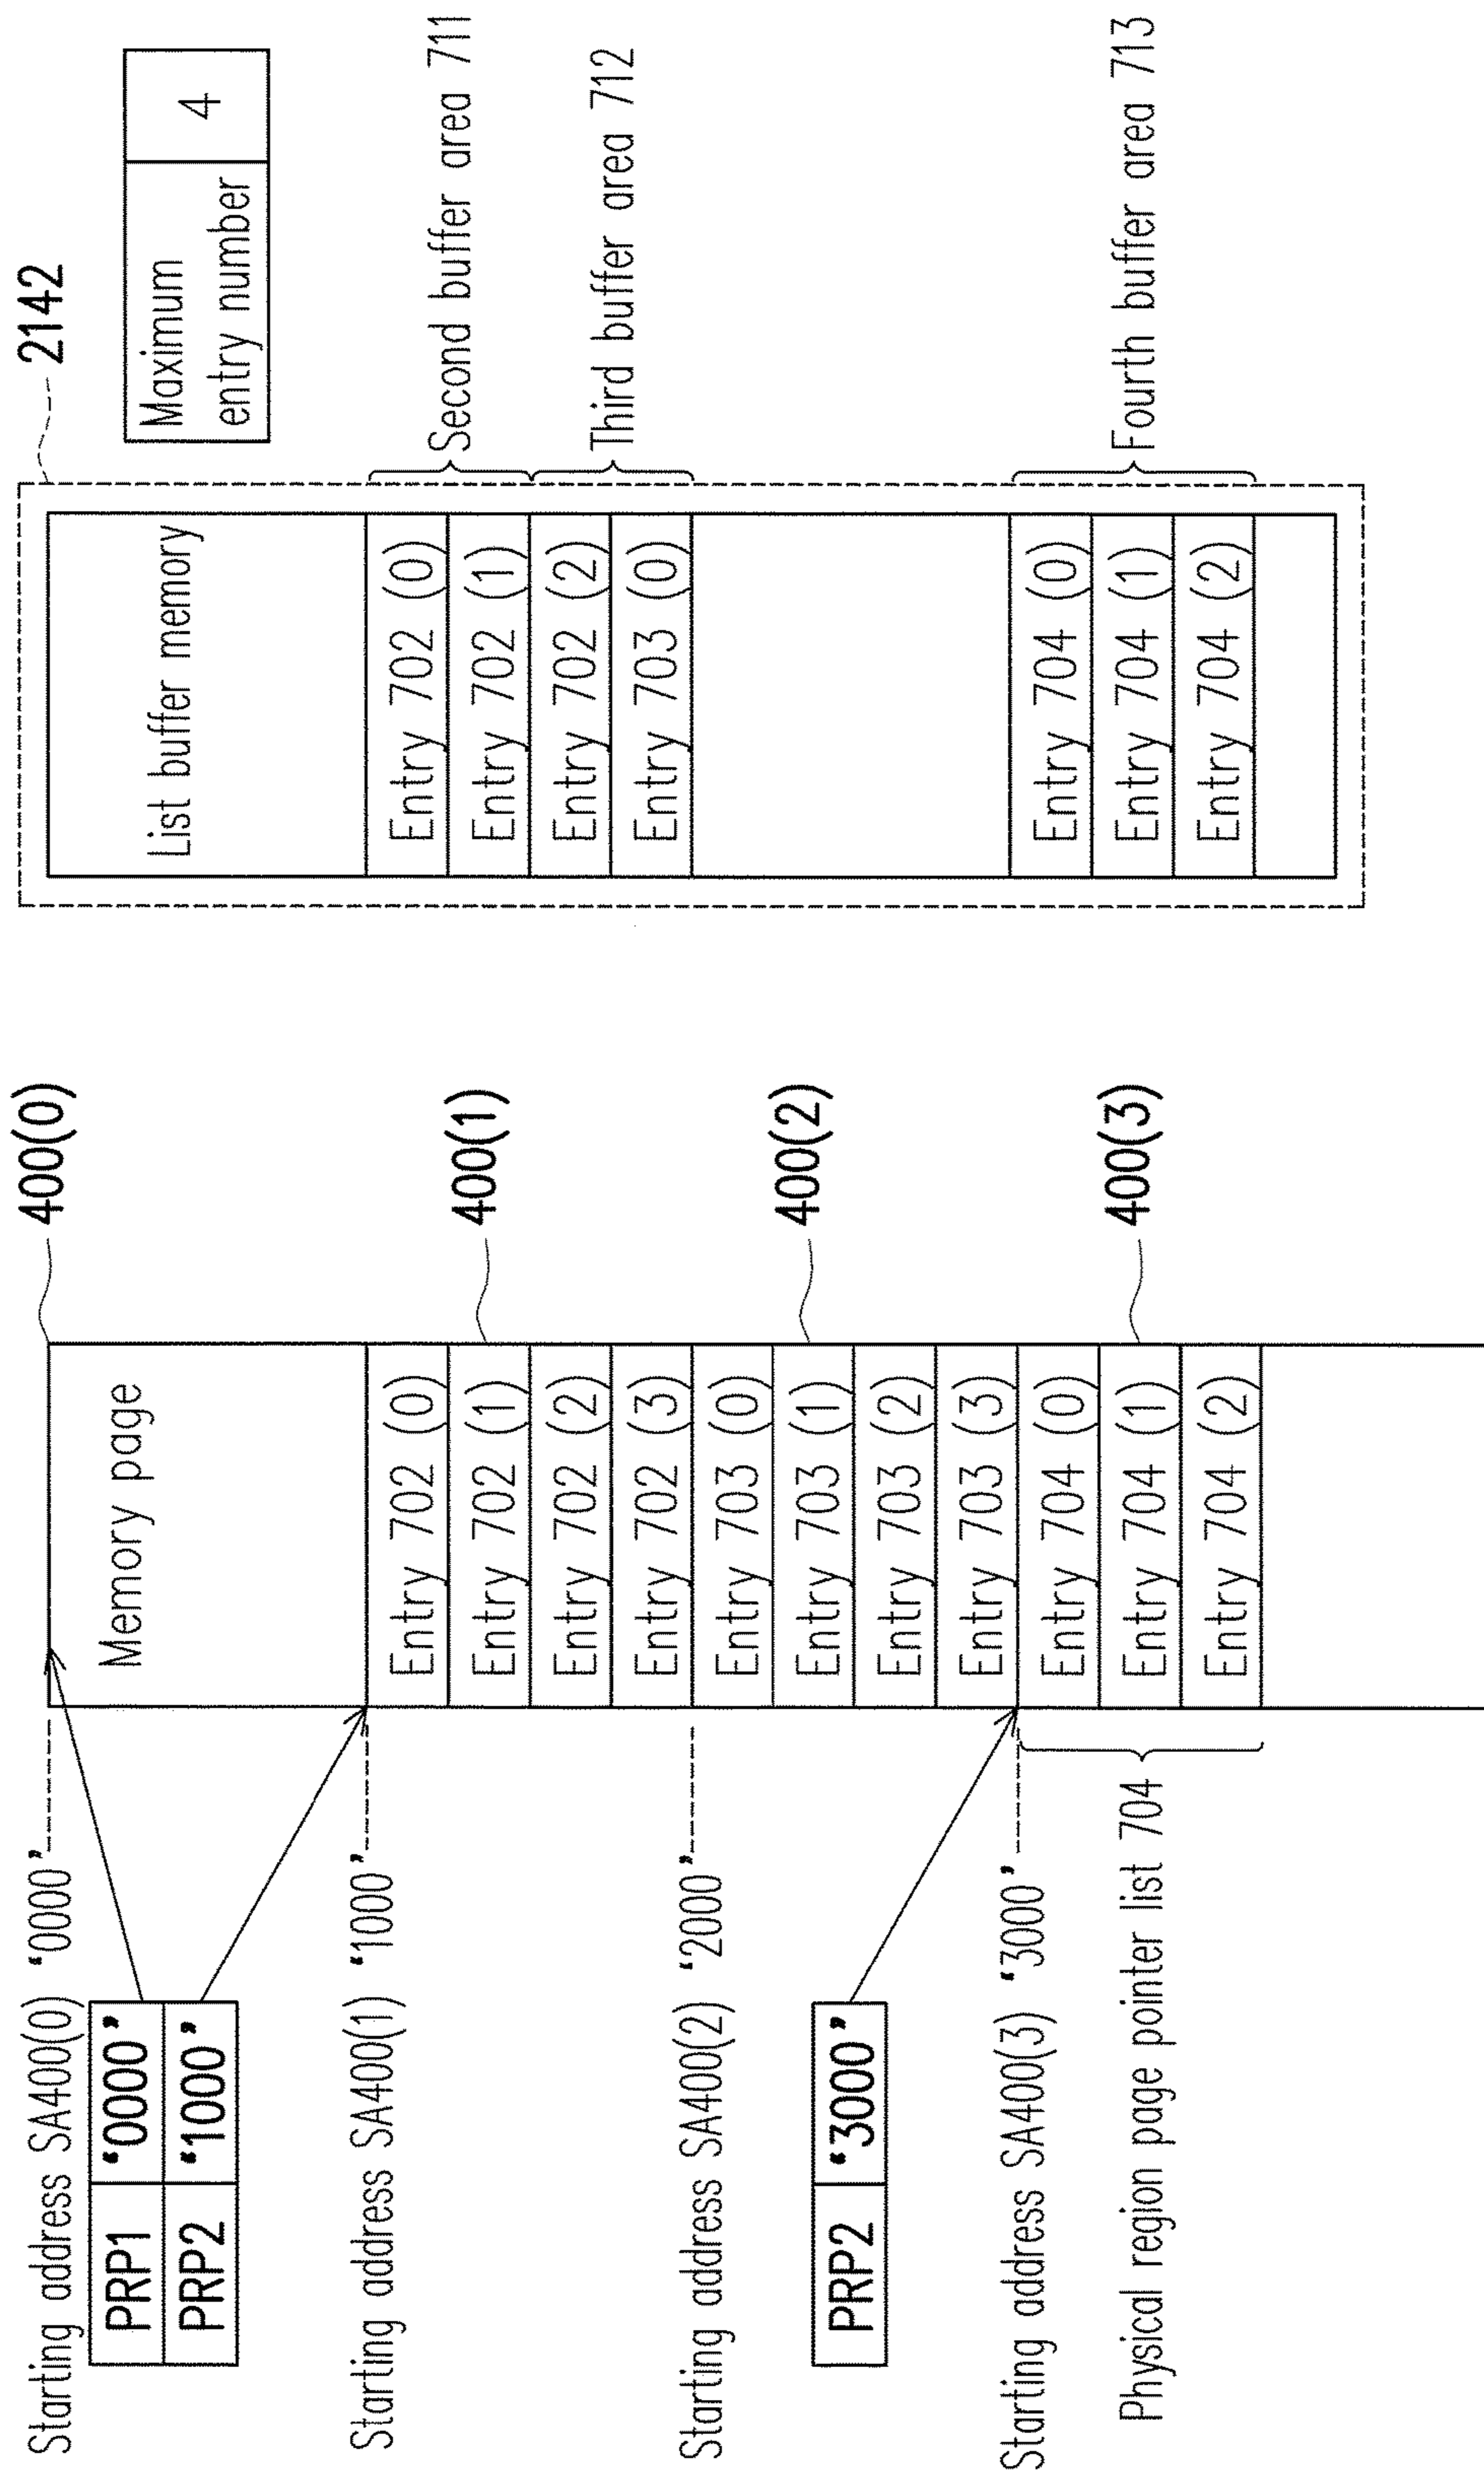 Starting address SA400(0) ‘0000’
PRP1 ‘0000’
PRP2 ‘1000’
Starting address SA400(1) ‘1000’
Starting address SA400(2) ‘2000’
PRP2 ‘3000’
Starting address SA400(3) ‘3000’
Physical region page pointer list 704
400(0)
Memory page
Entry 702 (0)
Entry 702 (1)
Entry 702 (2)
Entry 702 (3)
Entry 703 (0)
Entry 703 (1)
Entry 703 (2)
Entry 703 (3)
Entry 704 (0)
Entry 704 (1)
Entry 704 (2)
400(1)
400(2)
400(3)
2142
List buffer memory
Entry 702 (0)
Entry 702 (1)
Entry 702 (2)
Entry 703 (0)
Entry 704 (0)
Entry 704 (1)
Entry 704 (2)
Maximum
entry number
4
Second buffer area 711
Third buffer area 712
Fourth buffer area 713